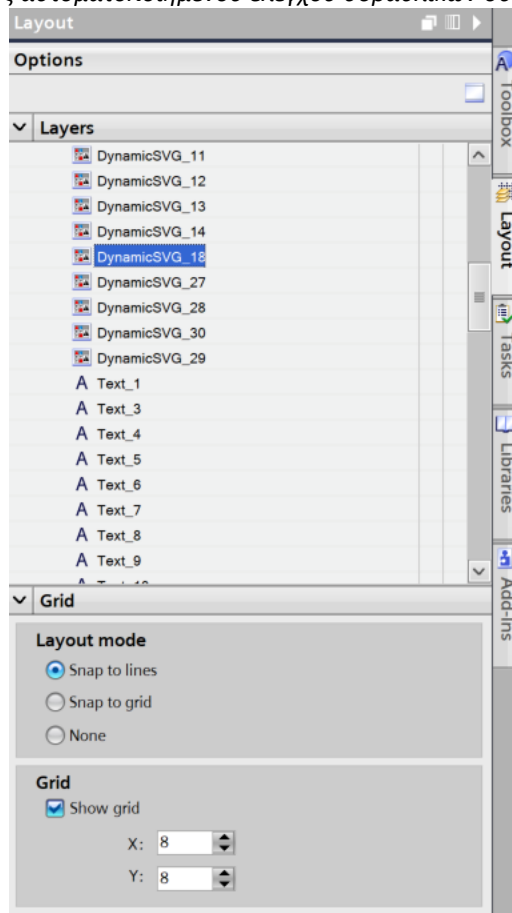 αυτοματοποιημένου ελέγχου
Layout
Options
Layers
DynamicSVG_11
DynamicSVG_12
DynamicSVG_13
DynamicSVG_14
DynamicSVG_18
DynamicSVG_27
DynamicSVG_28
DynamicSVG_30
DynamicSVG_29
A Text_1
A Text_3
A Text_4
A Text_5
A Text_6
A Text_7
A Text_8
A Text_9
Grid
Layout mode
Snap to lines
Snap to grid
None
Grid
Show grid
X: 8
Y: 8
Toolbox
Layout
Tasks
Libraries
Add-Ins